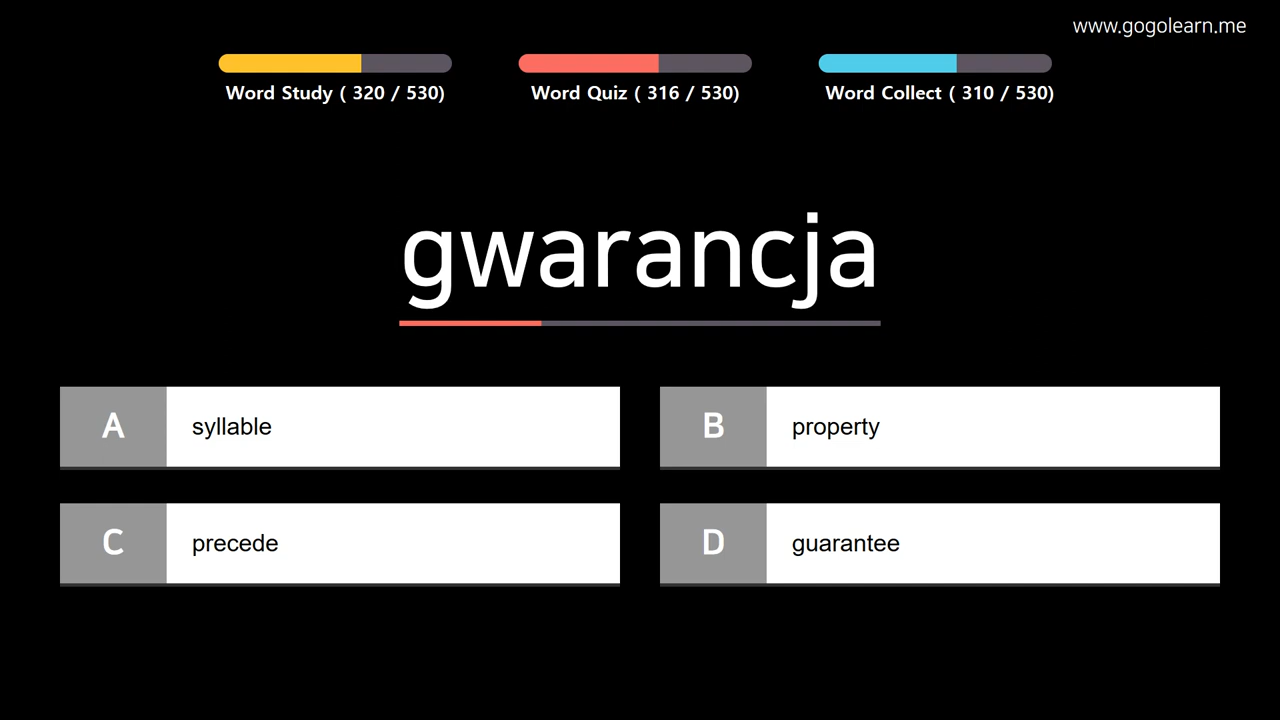 www.gogolearn.me
Word Study ( 320 / 530)
Word Quiz ( 316 / 530)
Word Collect ( 310 / 530)
gwarancja
A syllable
B property
C precede
D guarantee